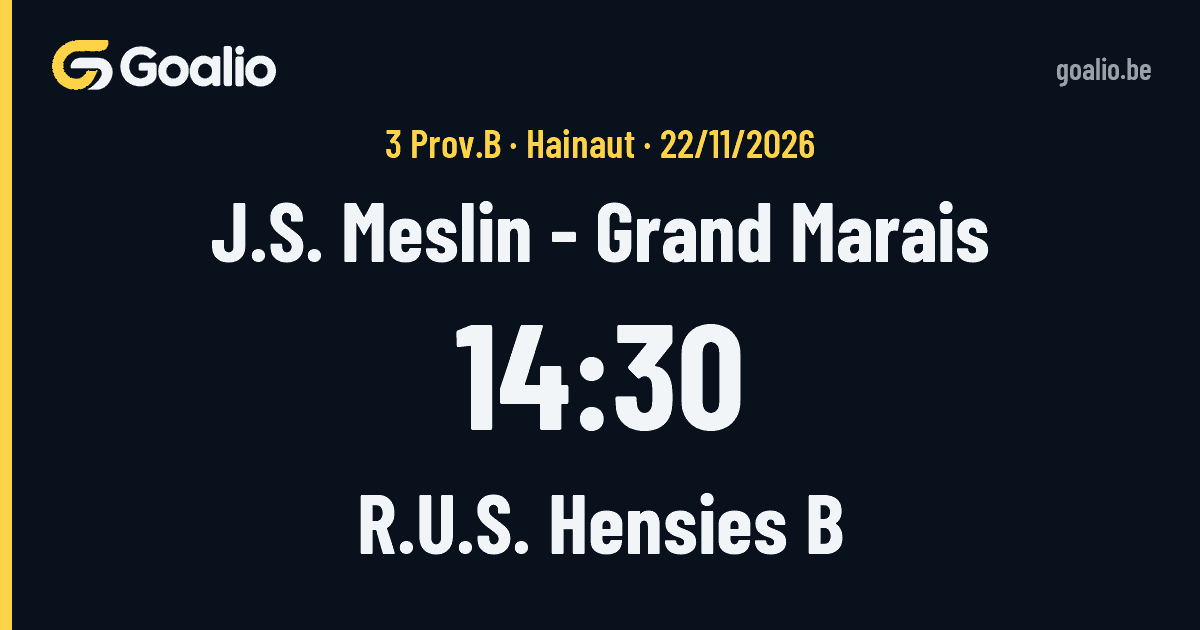 Goalio
goalio.be
3 Prov.B · Hainaut · 22/11/2026
J.S. Meslin - Grand Marais
14:30
R.U.S. Hensies B